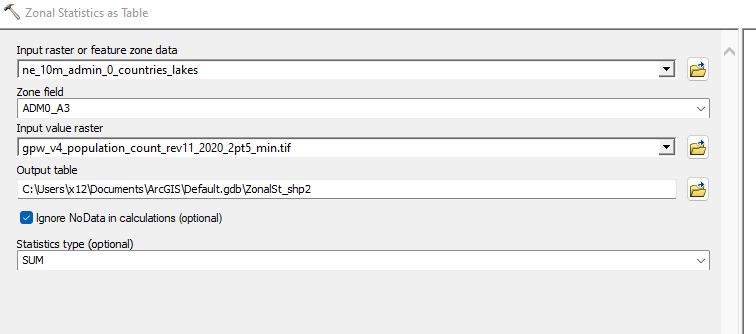 Zonal Statistics as Table
Input raster or feature zone data
ne_10m_admin_0_countries_lakes
Zone field
ADM0_A3
Input value raster
gpw_v4_population_count_rev11_2020_2pt5_min.tif
Output table
C:\Users\x12\Documents\ArcGIS\Default.gdb\ZonalSt_shp2
Ignore NoData in calculations (optional)
Statistics type (optional)
SUM